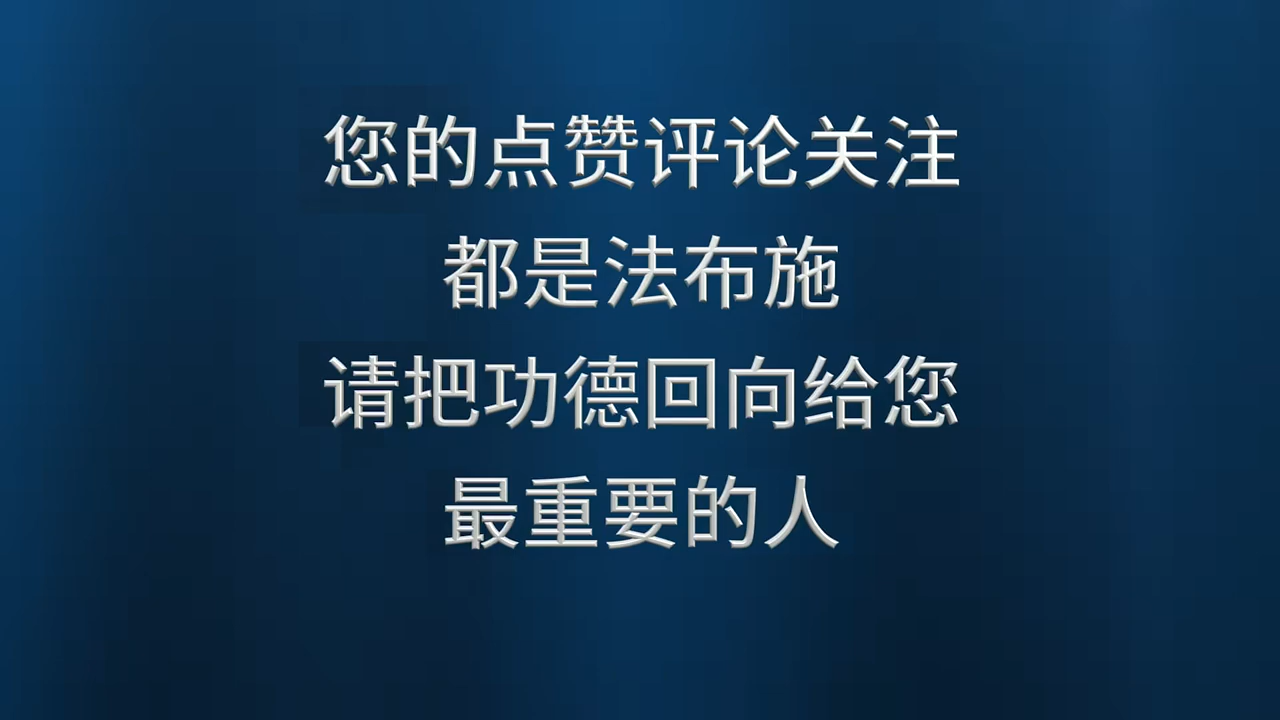 您的点赞评论关注
都是法布施
请把功德回向给您
最重要的人